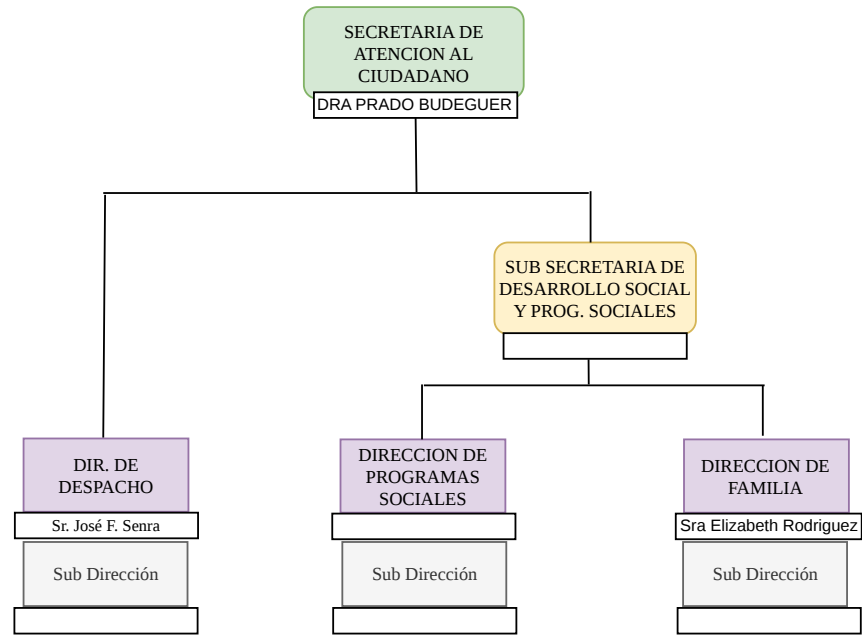 SECRETARIA DE
ATENCION AL
CIUDADANO
DRA PRADO BUDEGUER
SUB SECRETARIA DE
DESARROLLO SOCIAL
Y PROG. SOCIALES
DIR. DE
DESPACHO
Sr. José F. Senra
Sub Dirección
DIRECCION DE
PROGRAMAS
SOCIALES
Sub Dirección
DIRECCION DE
FAMILIA
Sra Elizabeth Rodriguez
Sub Dirección